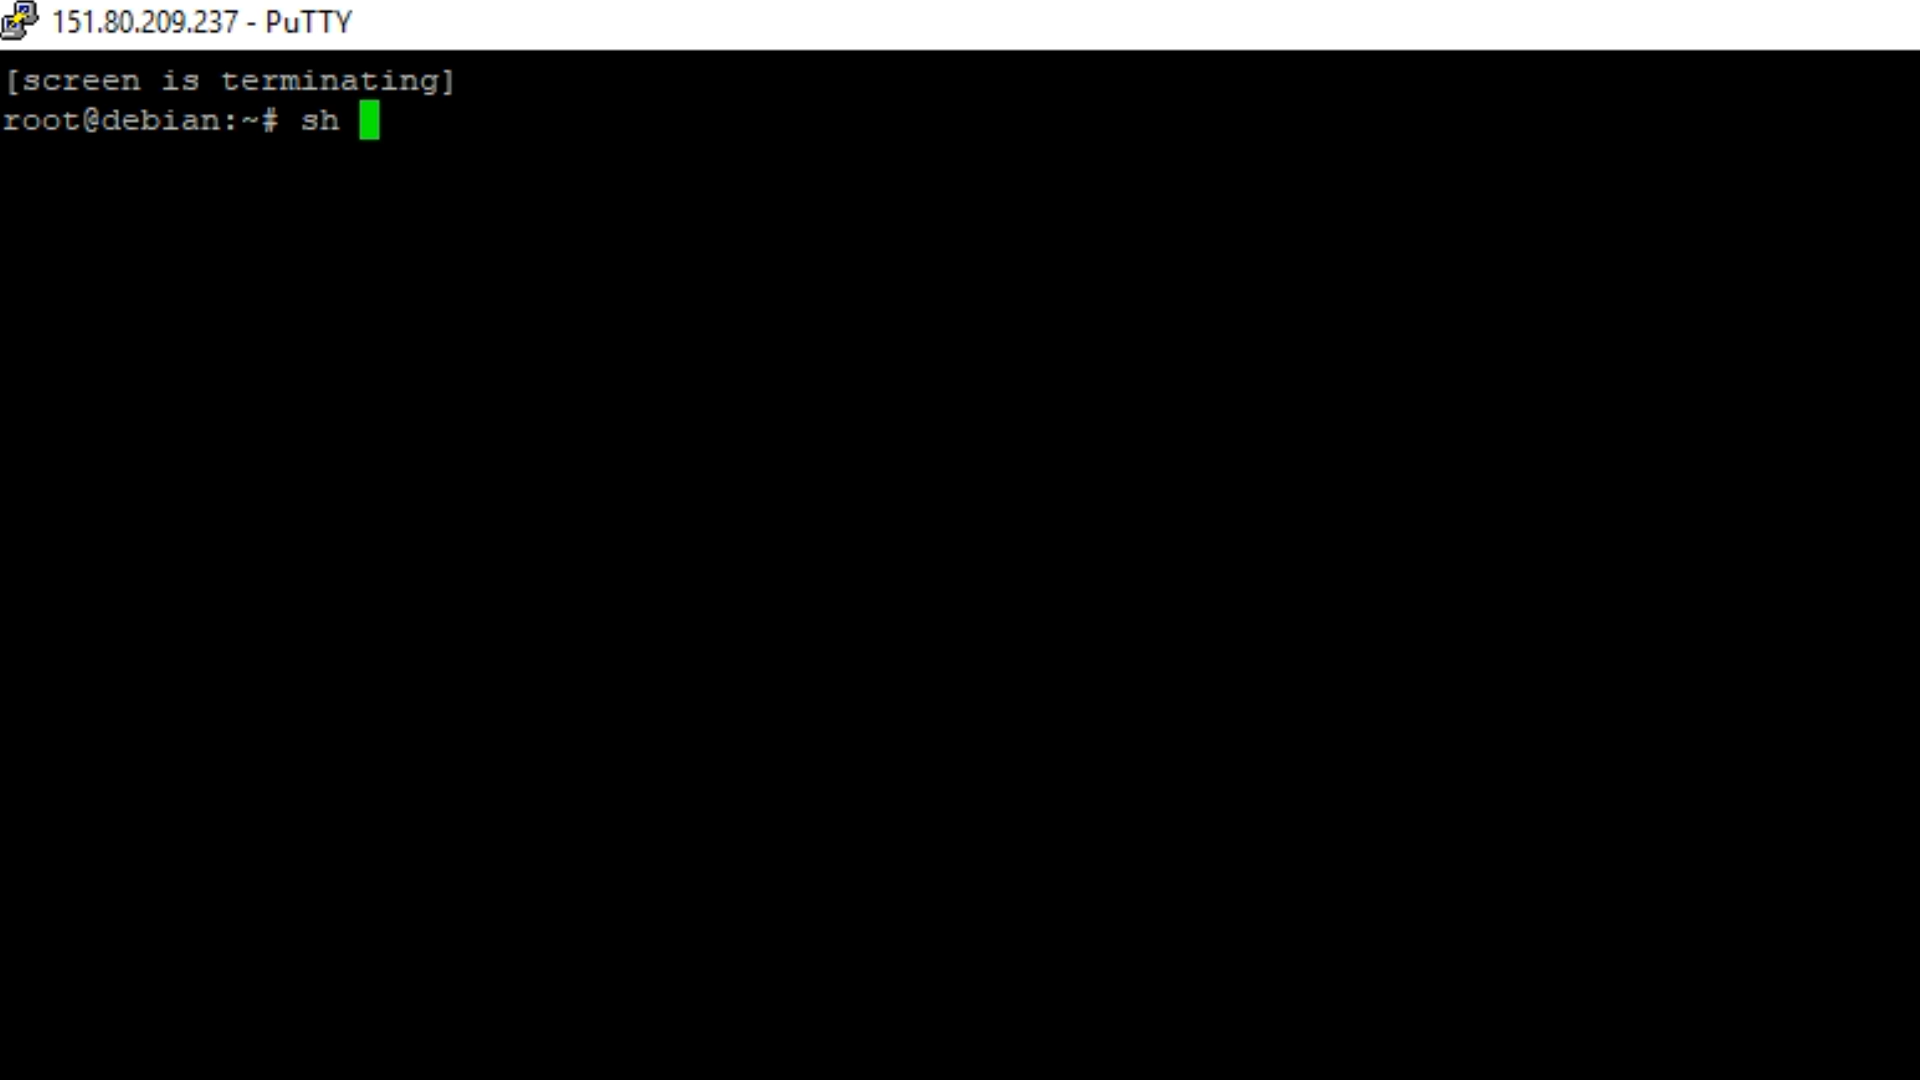 151.80.209.237 - PuTTY
[screen is terminating]
root@debian:~# sh